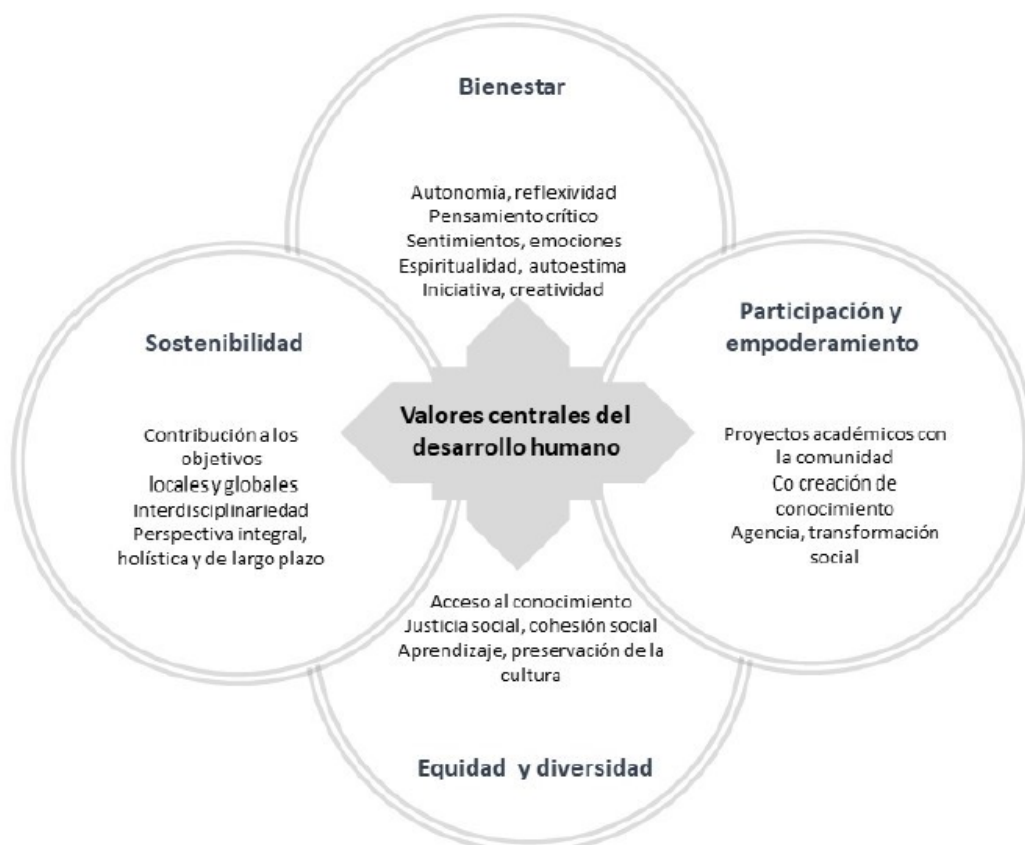 Bienestar
Autonomía, reflexividad
Pensamiento crítico
Sentimientos, emociones
Espiritualidad, autoestima
Iniciativa, creatividad
Sostenibilidad
Contribución a los
objetivos
locales y globales
Interdisciplinariedad
Perspectiva integral,
holística y de largo plazo
Valores centrales del
desarrollo humano
Participación y
empoderamiento
Proyectos académicos con
la comunidad
Co creación de
conocimiento
Agencia, transformación
social
Acceso al conocimiento
Justicia social, cohesión social
Aprendizaje, preservación de la
cultura
Equidad y diversidad